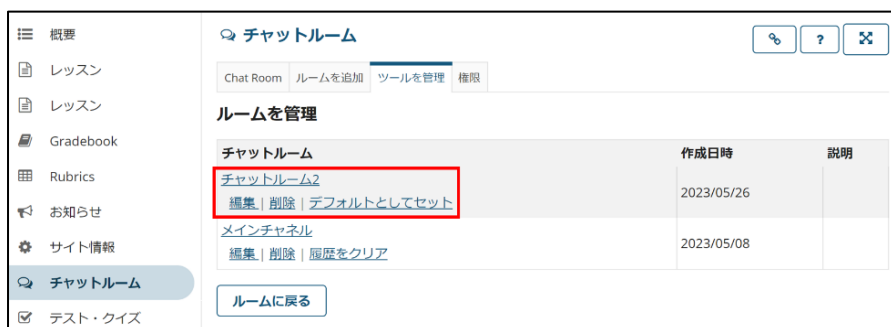 概要
レッスン
レッスン
Gradebook
Rubrics
お知らせ
サイト情報
チャットルーム
テスト・クイズ
チャットルーム
?
Chat Room ルームを追加 ツールを管理 権限
ルームを管理
チャットルーム 作成日時 説明
チャットルーム2
編集 | 削除 | デフォルトとしてセット
2023/05/26
メインチャネル
編集 | 削除 | 履歴をクリア
2023/05/08
ルームに戻る